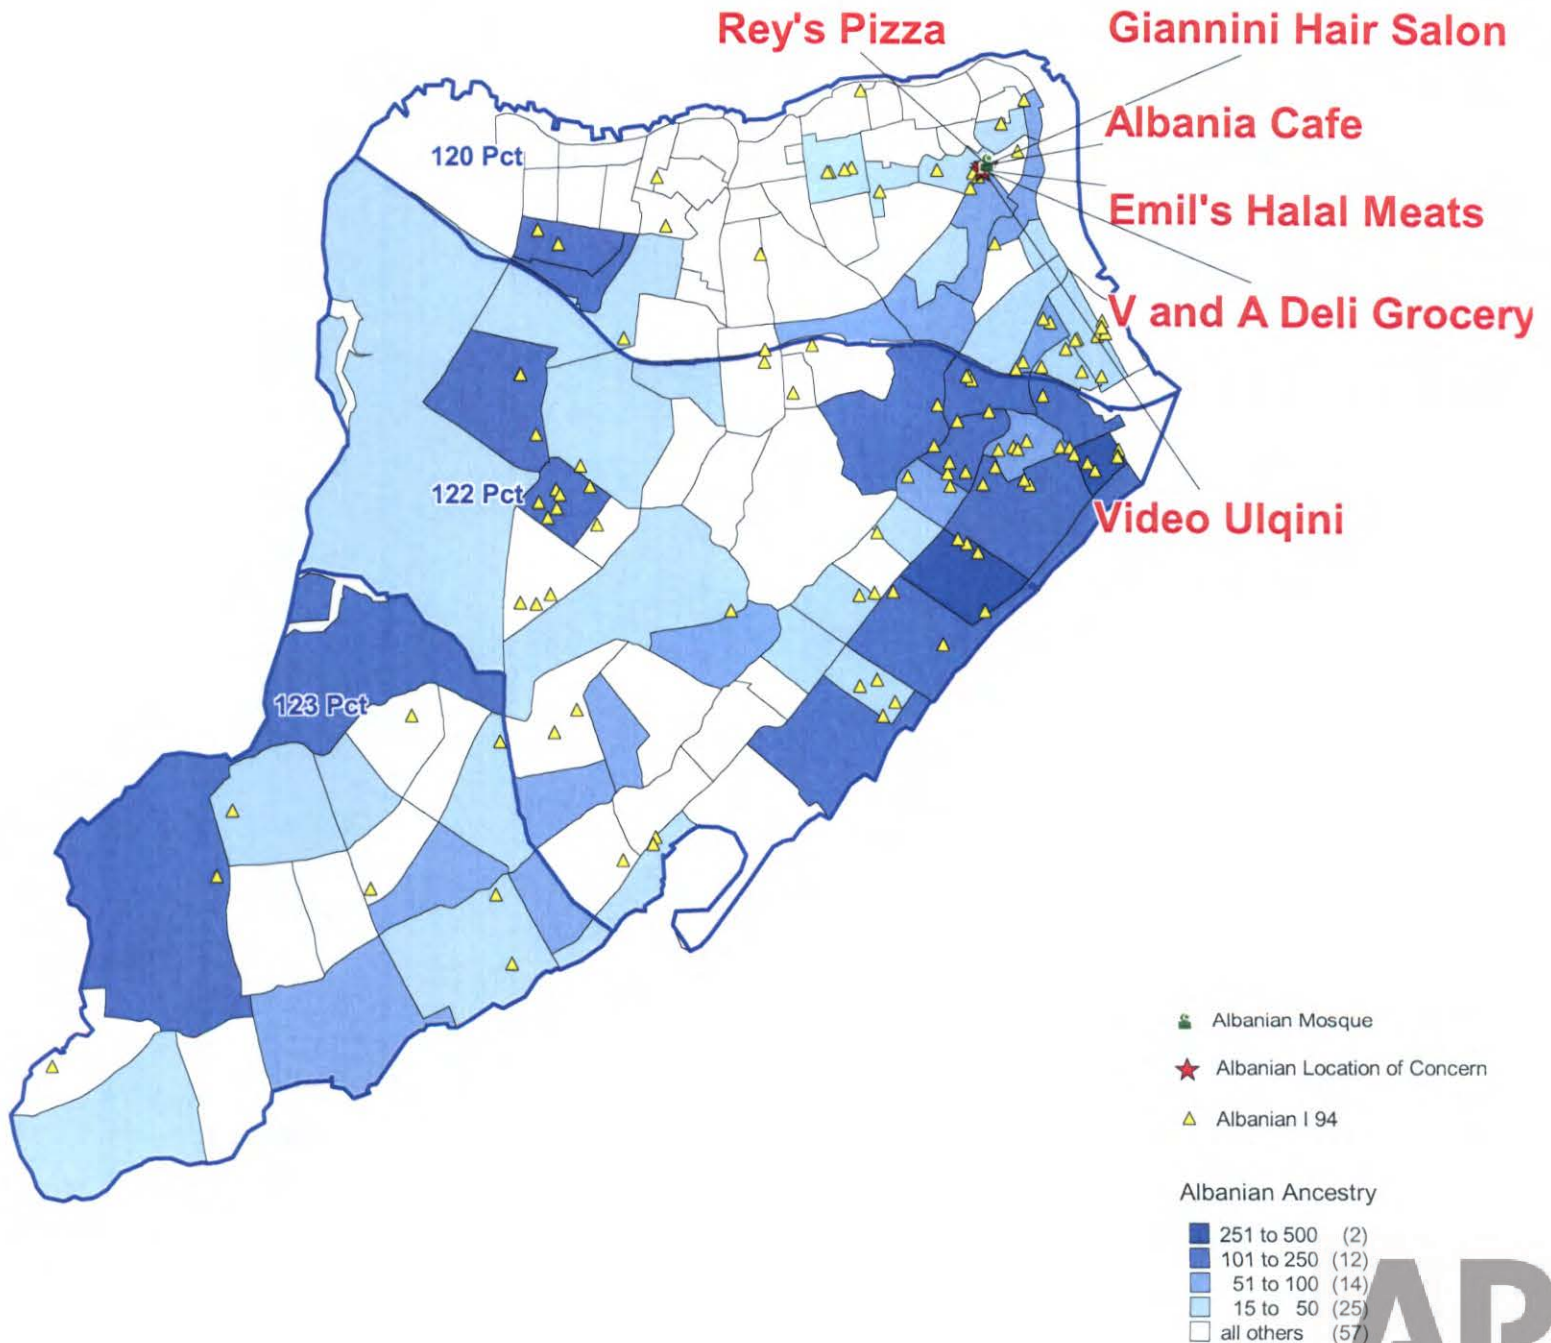 Rey's Pizza
Giannini Hair Salon
Albania Cafe
120 Pct
Emil's Halal Meats
V and A Deli Grocery
122 Pct
Video Ulqini
123 Pct
Albanian Mosque
Albanian Location of Concern
Albanian I 94
Albanian Ancestry
251 to 500 (2)
101 to 250 (12)
51 to 100 (14)
15 to 50 (25)
all others (57)
AP